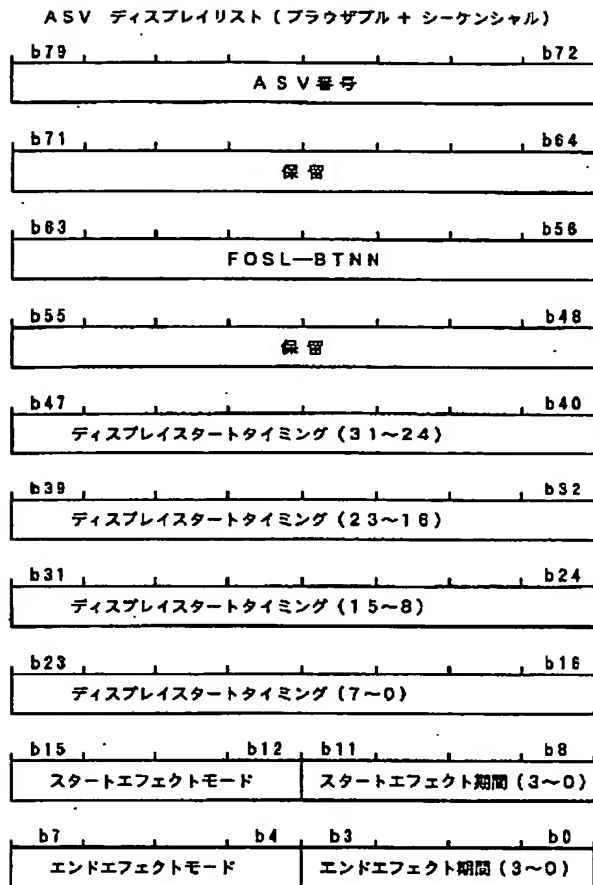 ASV ディスプレイリスト(ブラウザブル+シーケンシャル)
b79 b72
ASV番号
b71 b64
保留
b63 b56
FOSL—BTNN
b55 b48
保留
b47 b40
ディスプレイスタートタイミング(31～24)
b39 b32
ディスプレイスタートタイミング(23～16)
b31 b24
ディスプレイスタートタイミング(15～8)
b23 b16
ディスプレイスタートタイミング(7～0)
b15 b12 b11 b8
スタートエフェクトモード スタートエフェクト期間(3～0)
b7 b4 b3 b0
エンドエフェクトモード エンドエフェクト期間(3～0)